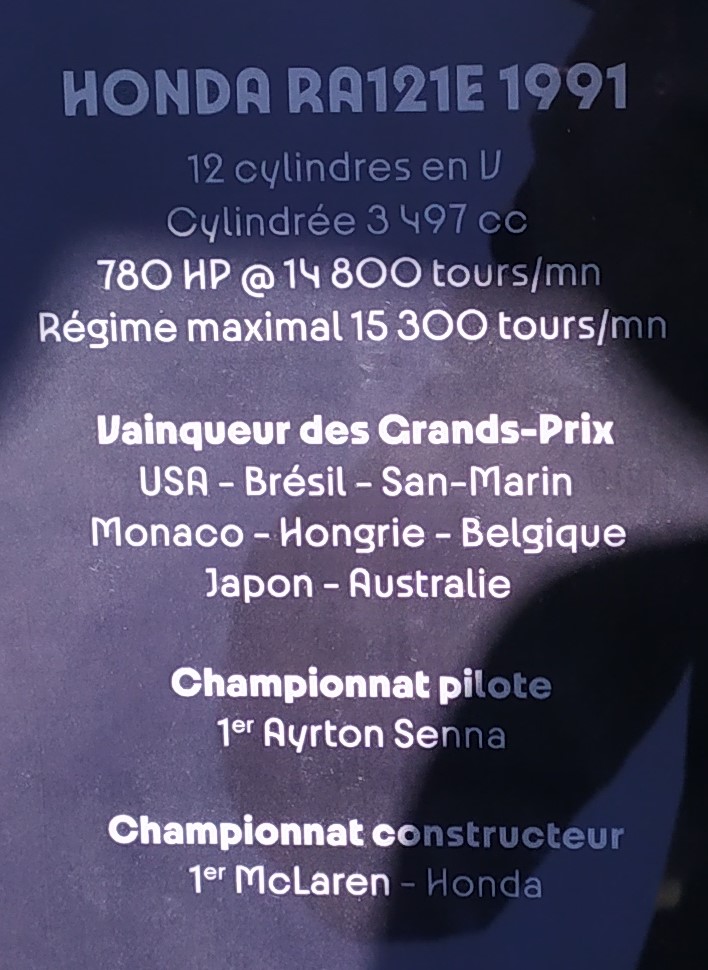 HONDA RA121E 1991
12 cylindres en V
Cylindrée 3 497 cc
780 HP @ 14 800 tours/mn
Régime maximal 15 300 tours/mn
Vainqueur des Grands-Prix
USA - Brésil - San-Marin
Monaco - Hongrie - Belgique
Japon - Australie
Championnat pilote
1er Ayrton Senna
Championnat constructeur
1er McLaren - Honda